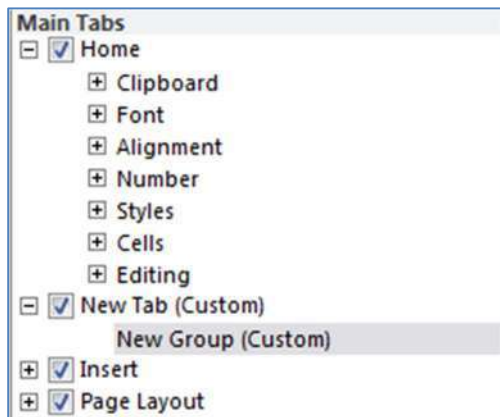 Main Tabs
Home
Clipboard
Font
Alignment
Number
Styles
Cells
Editing
New Tab (Custom)
New Group (Custom)
Insert
Page Layout